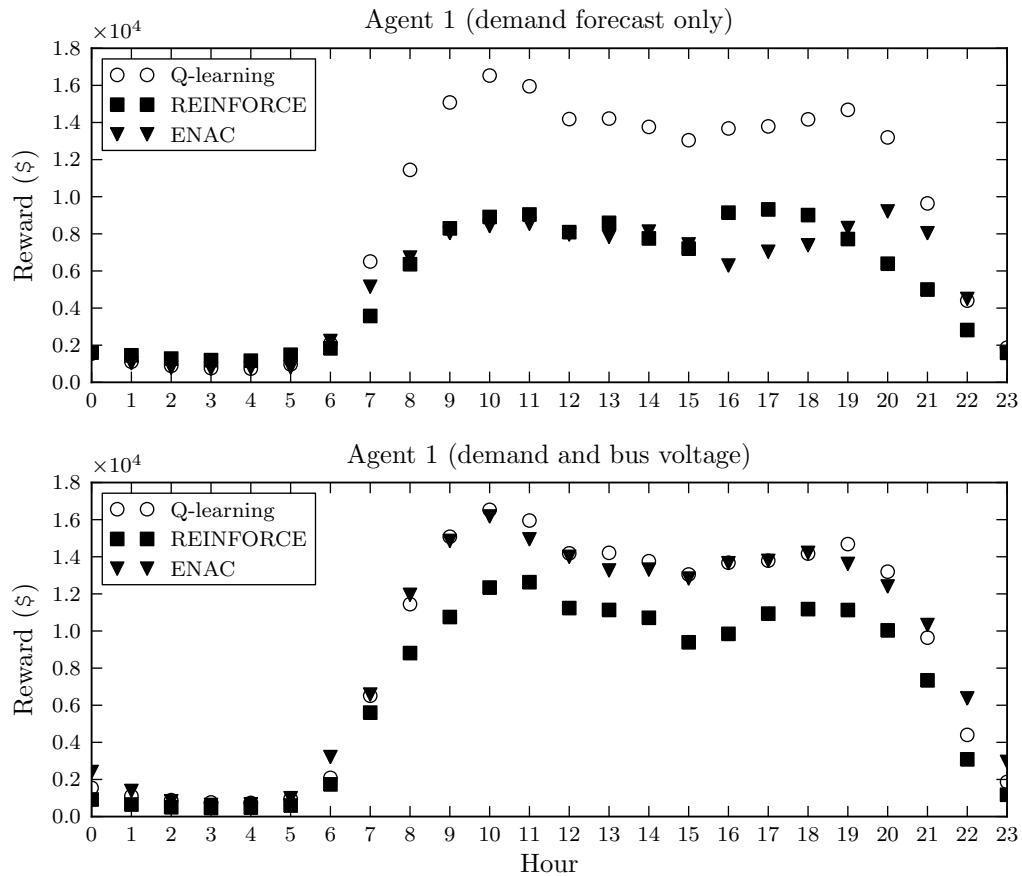 Agent 1 (demand forecast only)
×10⁴
1.8
1.6
1.4
1.2
1.0
0.8
0.6
0.4
0.2
0.0
Reward ($)
Q-learning
REINFORCE
ENAC
0 1 2 3 4 5 6 7 8 9 10 11 12 13 14 15 16 17 18 19 20 21 22 23
Agent 1 (demand and bus voltage)
×10⁴
1.8
1.6
1.4
1.2
1.0
0.8
0.6
0.4
0.2
0.0
Reward ($)
Q-learning
REINFORCE
ENAC
0 1 2 3 4 5 6 7 8 9 10 11 12 13 14 15 16 17 18 19 20 21 22 23
Hour